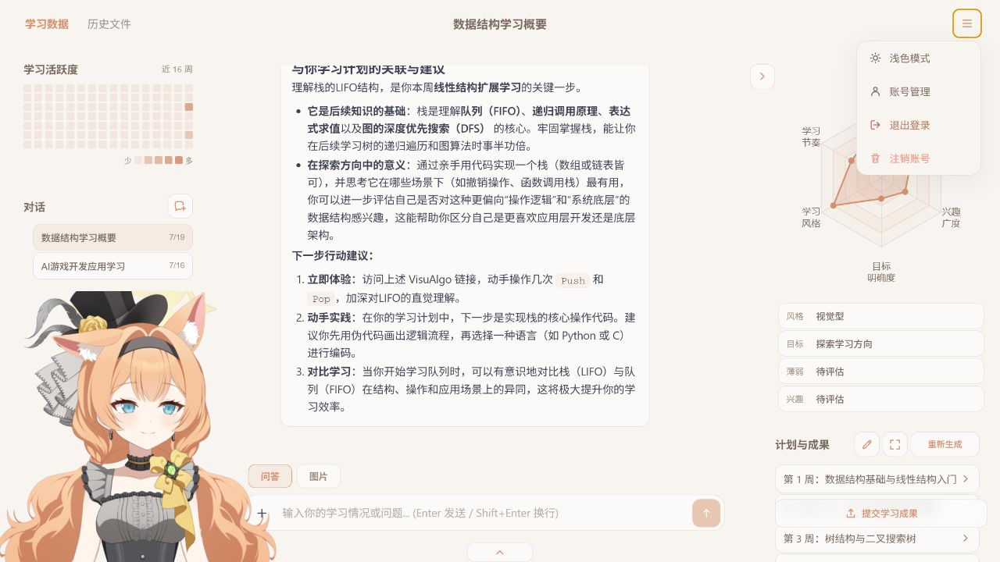 学习数据
历史文件
数据结构学习概要
浅色模式
账号管理
退出登录
注销账号
学习活跃度
近 16 周
少
多
对话
数据结构学习概要
7/19
AI游戏开发应用学习
7/16
与你学习计划的关联与建议
理解栈的LIFO结构，是你本周线性结构扩展学习的关键一步。
• 它是后续知识的基础：栈是理解队列（FIFO）、递归调用原理、表达
式求值以及图的深度优先搜索（DFS） 的核心。牢固掌握栈，能让你
在后续学习树的递归遍历和图算法时事半功倍。
• 在探索方向中的意义：通过亲手用代码实现一个栈（数组或链表皆
可），并思考它在哪些场景下（如撤销操作、函数调用栈）最有用，
你可以进一步评估自己是否对这种更偏向“操作逻辑”和“系统底层”的
数据结构感兴趣，这能帮助你区分自己是更喜欢应用层开发还是底层
架构。
下一步行动建议：
1. 立即体验：访问上述 VisuAlgo 链接，动手操作几次 Push 和
Pop ，加深对LIFO的直觉理解。
2. 动手实践：在你的学习计划中，下一步是实现栈的核心操作代码。建
议你先用伪代码画出逻辑流程，再选择一种语言（如 Python 或 C）
进行编码。
3. 对比学习：当你开始学习队列时，可以有意识地对比栈（LIFO）与队
列（FIFO）在结构、操作和应用场景上的异同，这将极大提升你的学
习效率。
问答
图片
输入你的学习情况或问题... (Enter 发送 / Shift+Enter 换行)
学习
节奏
学习
风格
兴趣
广度
目标
明确度
风格 视觉型
目标 探索学习方向
薄弱 待评估
兴趣 待评估
计划与成果
重新生成
第 1 周：数据结构基础与线性结构入门
提交学习成果
第 3 周：树结构与二叉搜索树